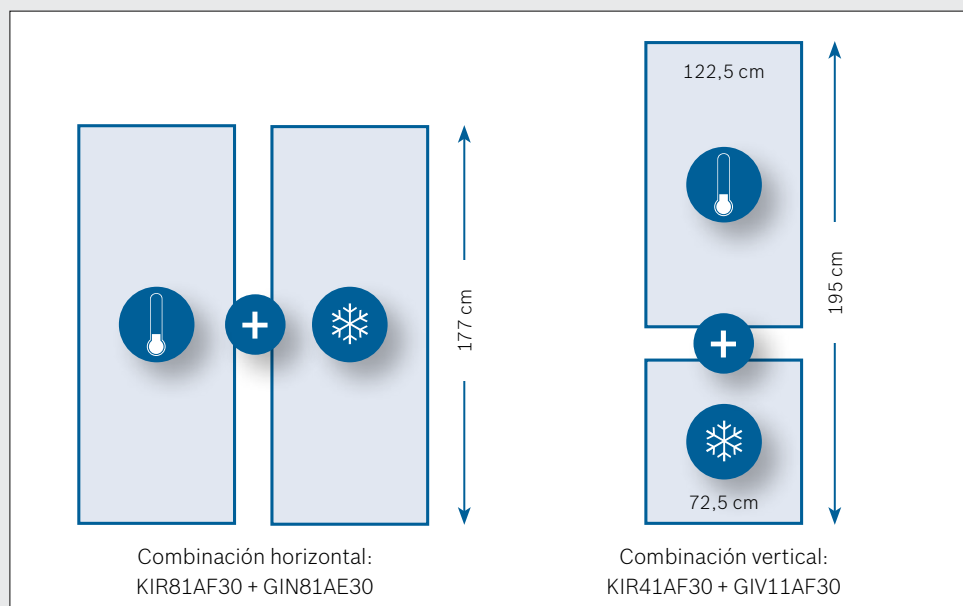 177 cm
Combinación horizontal:
KIR81AF30 + GIN81AE30
122,5 cm
195 cm
72,5 cm
Combinación vertical:
KIR41AF30 + GIV11AF30